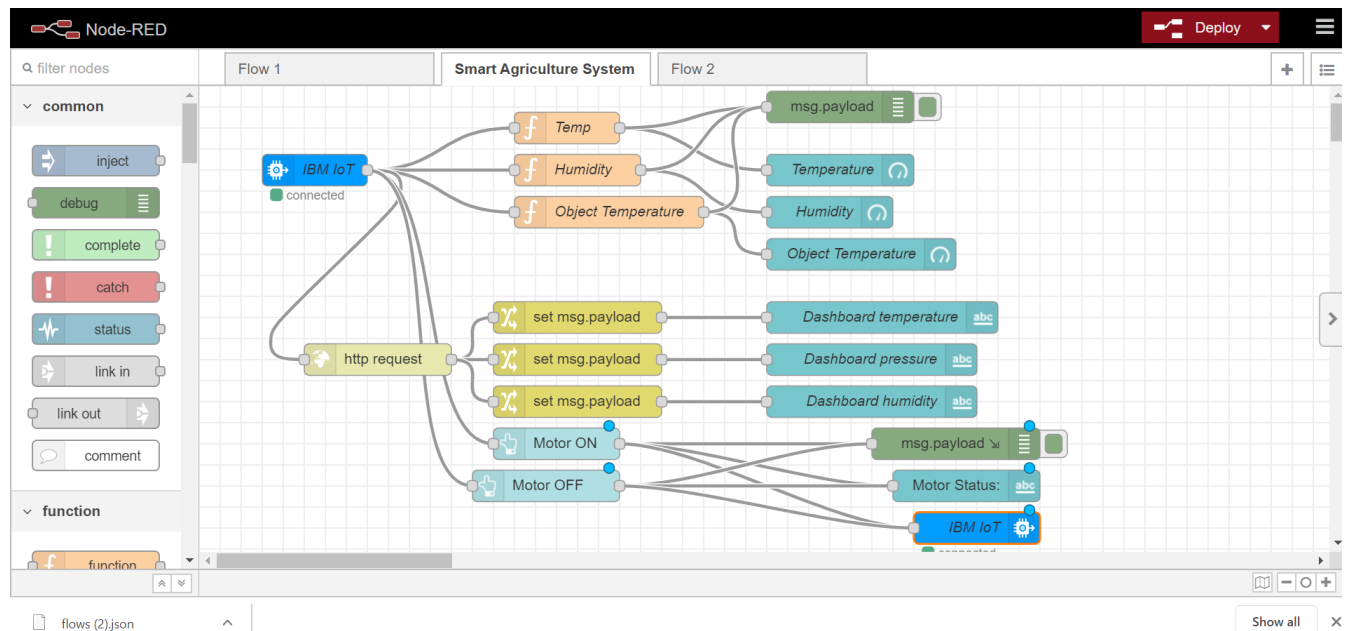 Node-RED
Deploy
filter nodes
Flow 1
Smart Agriculture System
Flow 2
common
inject
debug
complete
catch
status
link in
link out
comment
function
function
IBM IoT
connected
Temp
Humidity
Object Temperature
msg.payload
Temperature
Humidity
Object Temperature
http request
set msg.payload
set msg.payload
set msg.payload
Dashboard temperature abc
Dashboard pressure abc
Dashboard humidity abc
Motor ON
Motor OFF
msg.payload
Motor Status: abc
IBM IoT
connected
flows (2).json
Show all